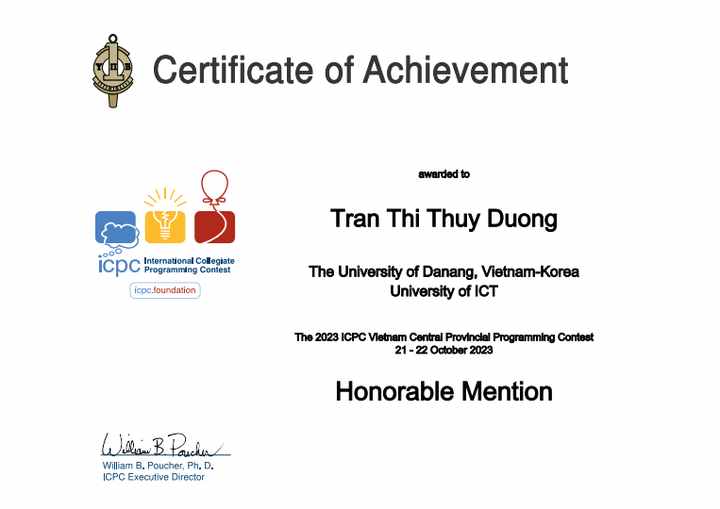 Certificate of Achievement
awarded to
Tran Thi Thuy Duong
The University of Danang, Vietnam-Korea
University of ICT
The 2023 ICPC Vietnam Central Provincial Programming Contest
21 - 22 October 2023
Honorable Mention
icpc International Collegiate
Programming Contest
icpc.foundation
William B. Poucher
William B. Poucher, Ph. D.
ICPC Executive Director